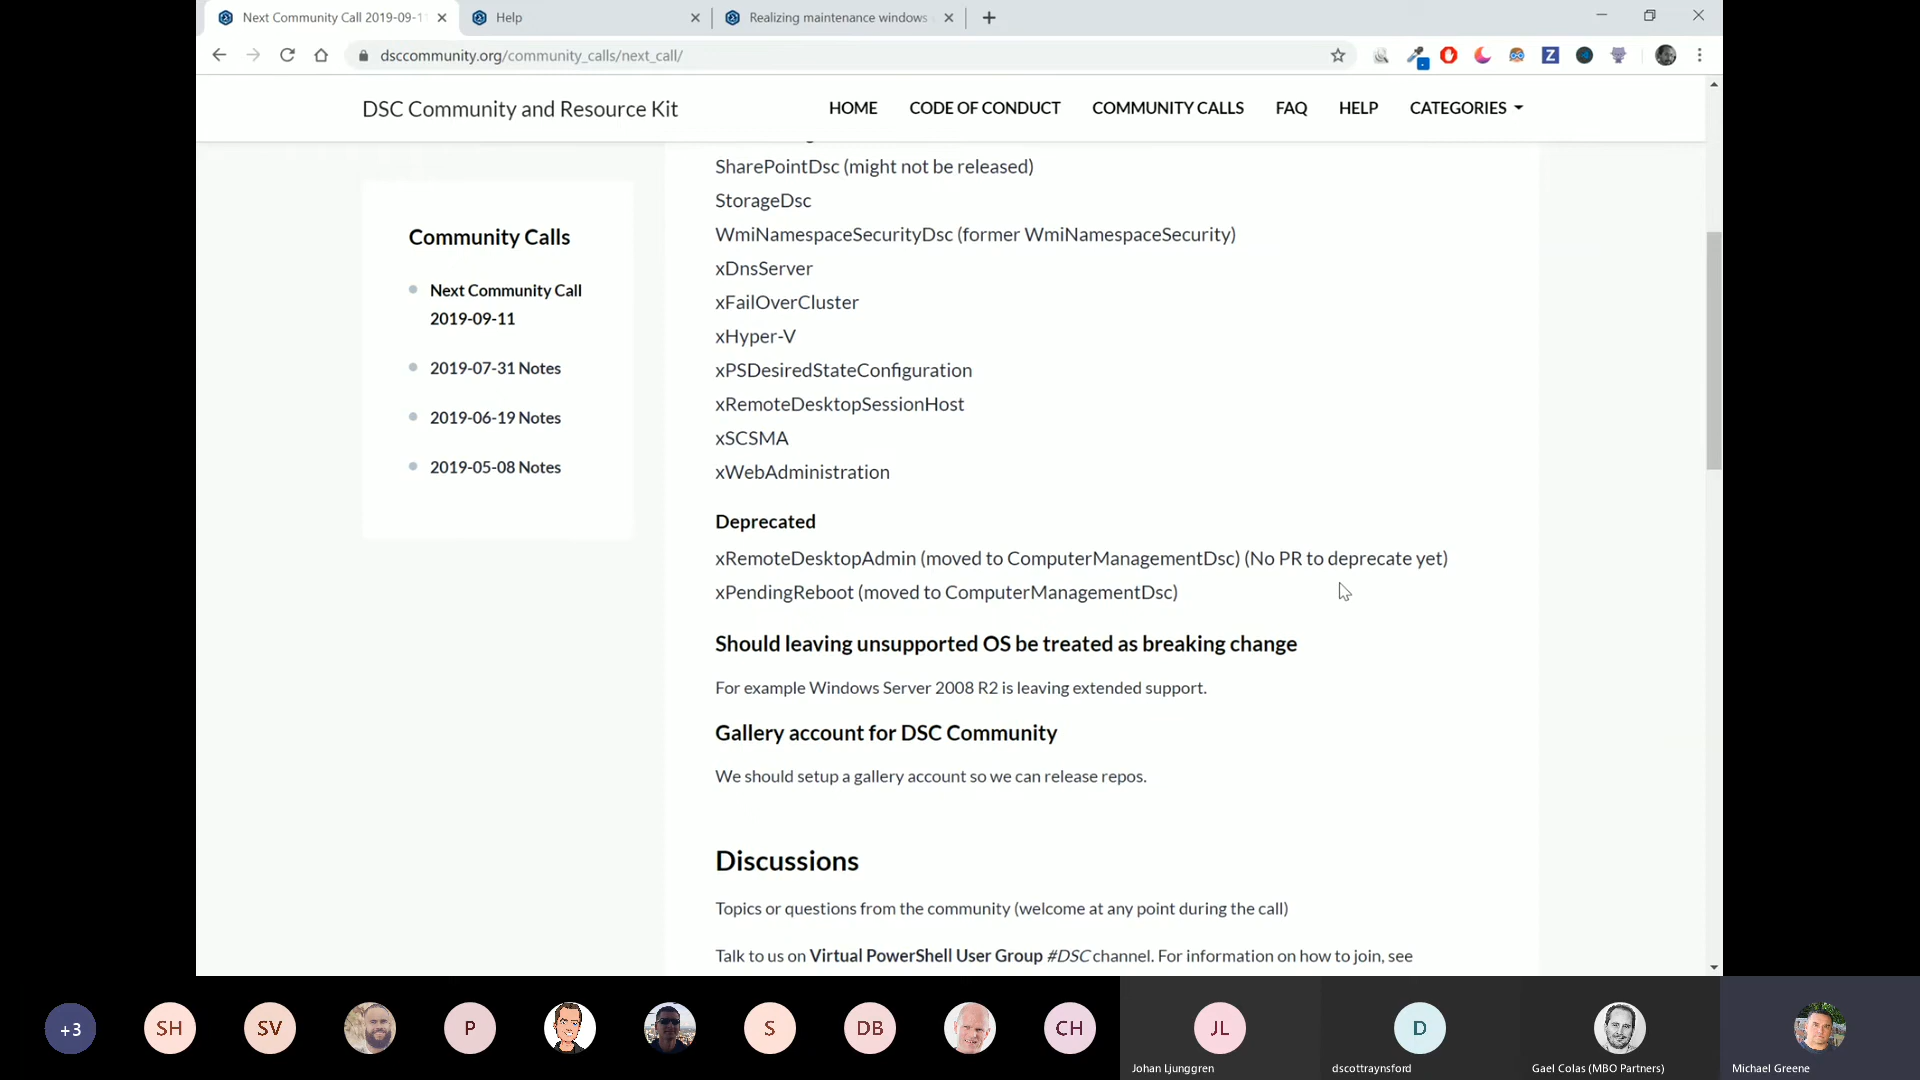 Next Community Call 2019-09-1
Help
Realizing maintenance windows
dsccommunity.org/community_calls/next_call/
DSC Community and Resource Kit
HOME
CODE OF CONDUCT
COMMUNITY CALLS
FAQ
HELP
CATEGORIES
Community Calls
Next Community Call
2019-09-11
2019-07-31 Notes
2019-06-19 Notes
2019-05-08 Notes
SharePointDsc (might not be released)
StorageDsc
WmiNamespaceSecurityDsc (former WmiNamespaceSecurity)
xDnsServer
xFailOverCluster
xHyper-V
xPSDesiredStateConfiguration
xRemoteDesktopSessionHost
xSCSMA
xWebAdministration
Deprecated
xRemoteDesktopAdmin (moved to ComputerManagementDsc) (No PR to deprecate yet)
xPendingReboot (moved to ComputerManagementDsc)
Should leaving unsupported OS be treated as breaking change
For example Windows Server 2008 R2 is leaving extended support.
Gallery account for DSC Community
We should setup a gallery account so we can release repos.
Discussions
Topics or questions from the community (welcome at any point during the call)
Talk to us on Virtual PowerShell User Group #DSC channel. For information on how to join, see
+3
SH
SV
P
S
DB
CH
JL
D
Johan Ljunggren
dscottraynsford
Gael Colas (MBO Partners)
Michael Greene